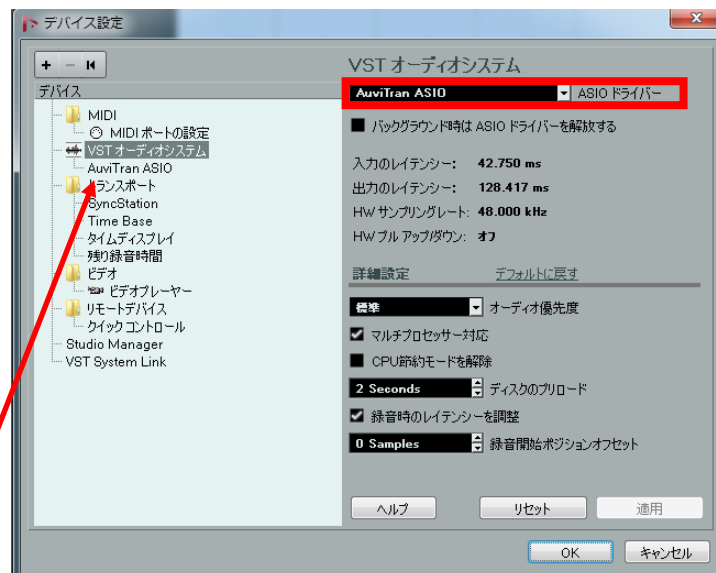 デバイス設定
デバイス
MIDI
MIDI ポートの設定
VST オーディオシステム
AuviTran ASIO
トランスポート
SyncStation
Time Base
タイムディスプレイ
残り録音時間
ビデオ
ビデオプレーヤー
リモートデバイス
クイックコントロール
Studio Manager
VST System Link
VST オーディオシステム
AuviTran ASIO ASIO ドライバー
バックグラウンド時は ASIO ドライバーを解放する
入力のレイテンシー: 42.750 ms
出力のレイテンシー: 128.417 ms
HW サンプリングレート: 48.000 kHz
HW プル アップ/ダウン: オフ
詳細設定 デフォルトに戻す
標準 オーディオ優先度
マルチプロセッサー対応
CPU節約モードを解除
2 Seconds ディスクのプリロード
録音時のレイテンシーを調整
0 Samples 録音開始ポジションオフセット
ヘルプ リセット 適用
OK キャンセル